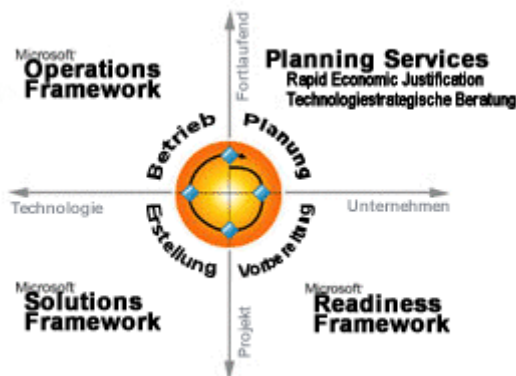 Microsoft
Operations
Framework
Fortlaufend
Planning Services
Rapid Economic Justification
Technologiestrategische Beratung
Betrieb
Planung
Technologie
Unternehmen
Erstellung
Vorbereitung
Microsoft
Solutions
Framework
Projekt
Microsoft
Readiness
Framework